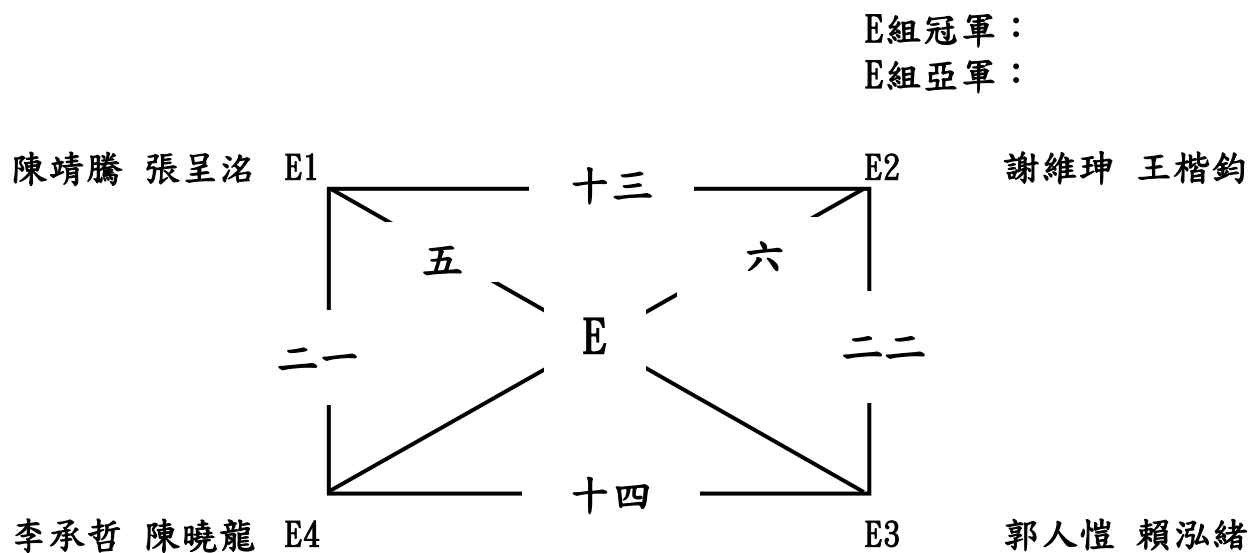 E組冠軍：
E組亞軍：
陳靖騰 張呈洺 E1 十三 E2 謝維珅 王楷鈞
五 六
E
二一 二二
李承哲 陳曉龍 E4 十四 E3 郭人愷 賴泓緒